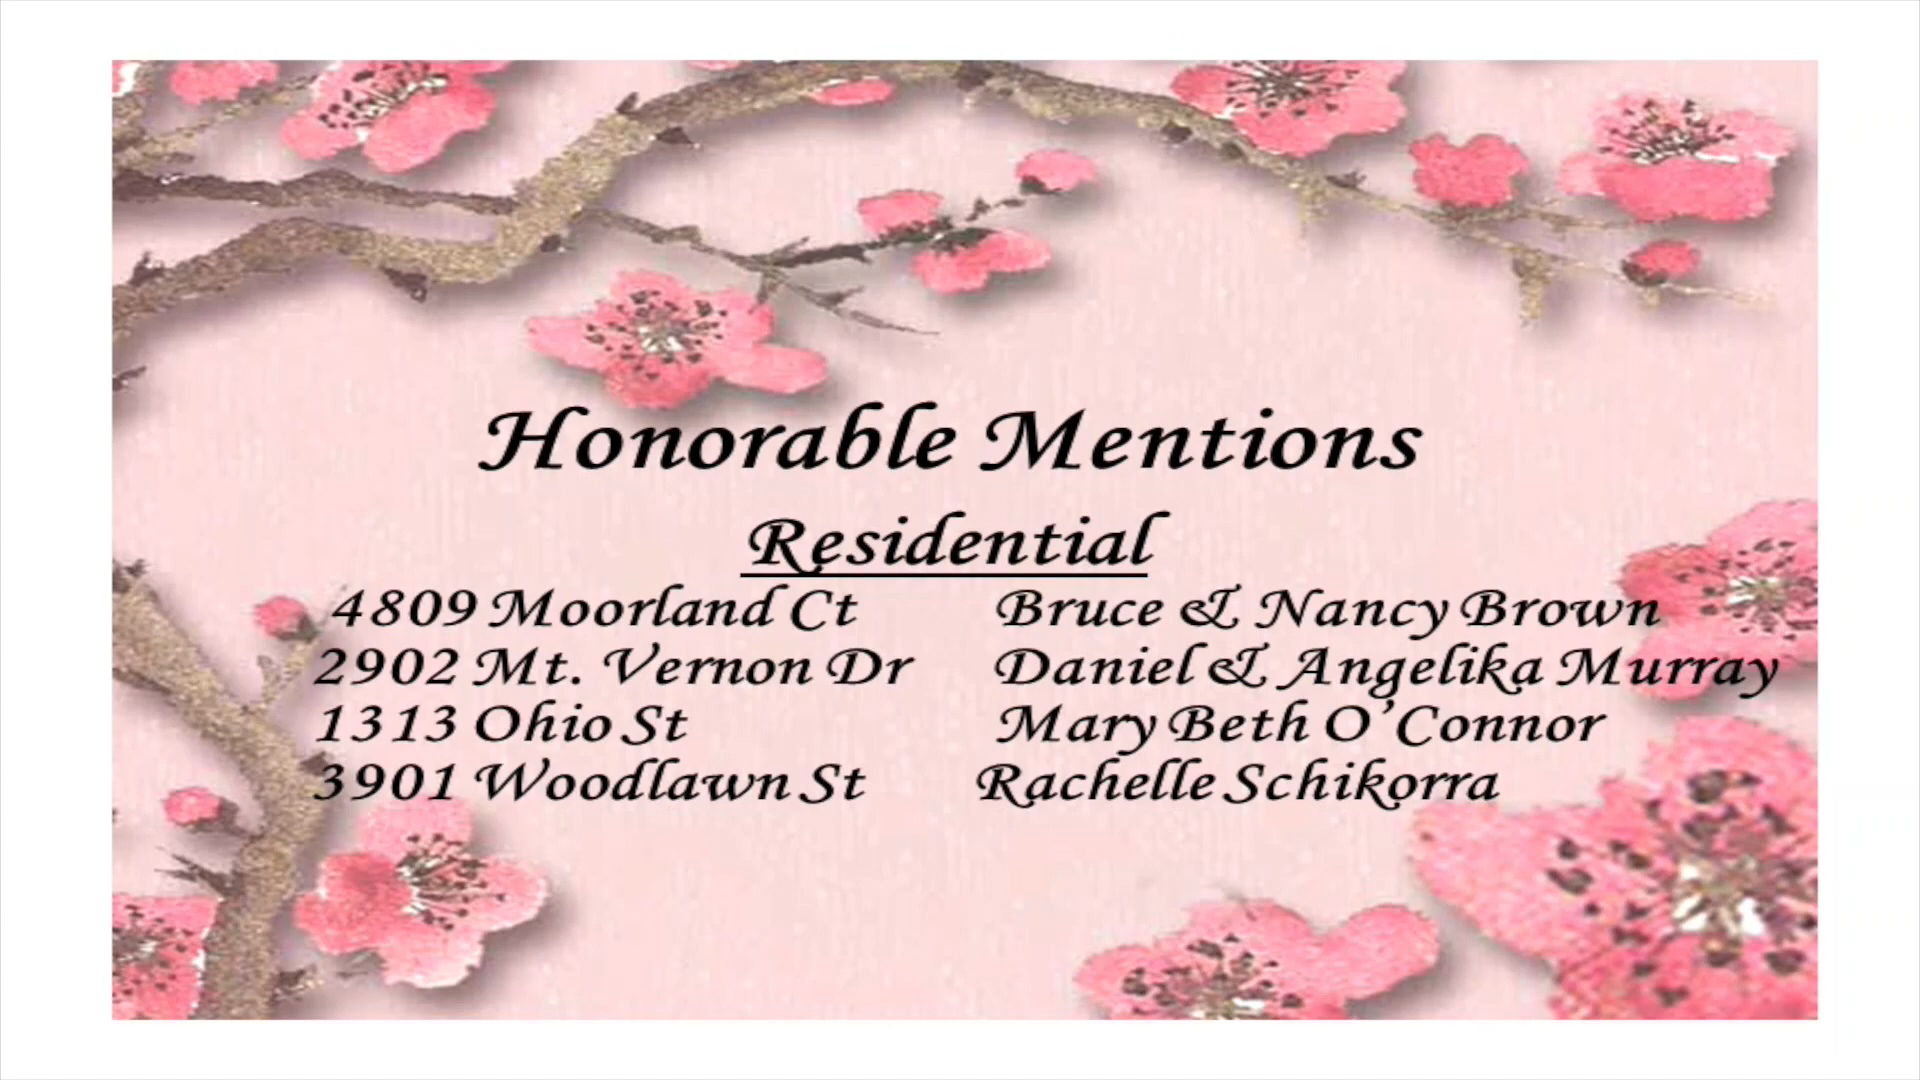 Honorable Mentions
Residential
4809 Moorland Ct Bruce & Nancy Brown
2902 Mt. Vernon Dr Daniel & Angelika Murray
1313 Ohio St Mary Beth O’Connor
3901 Woodlawn St Rachelle Schikorra